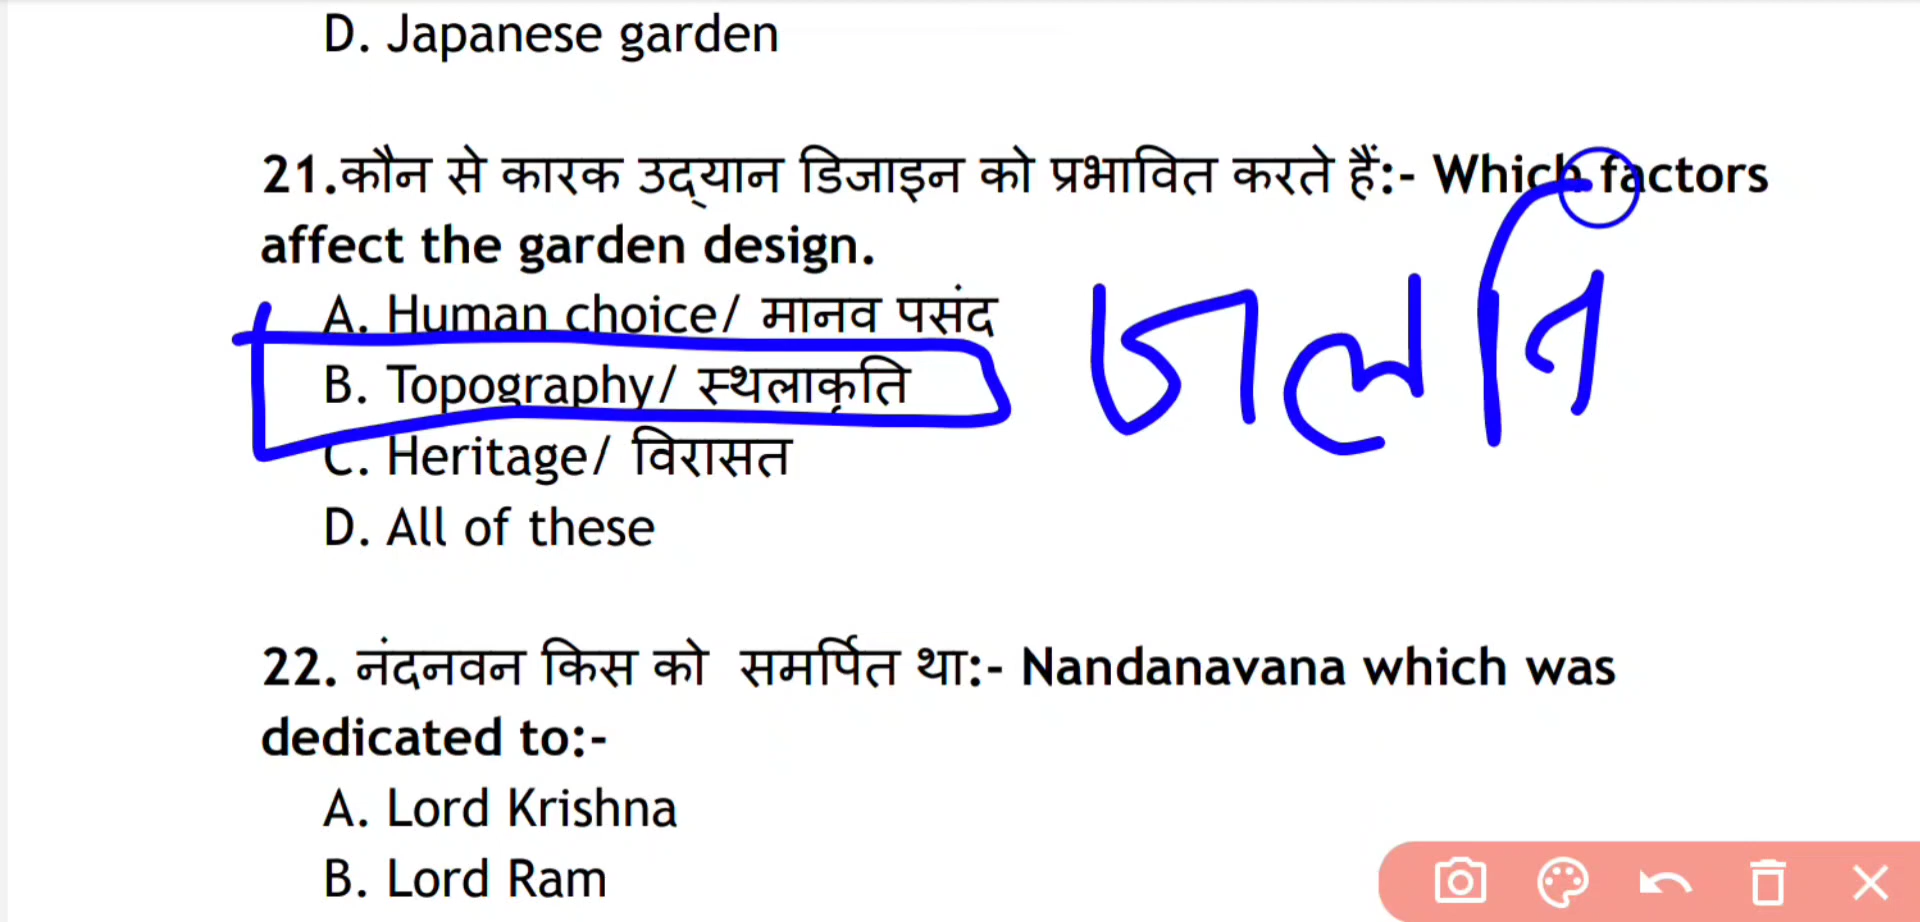 D. Japanese garden
21.कौन से कारक उद्यान डिजाइन को प्रभावित करते हैं:- Which factors
affect the garden design.
A. Human choice/ मानव पसंद
B. Topography/ स्थलाकृति
C. Heritage/ विरासत
D. All of these
22. नंदनवन किस को समर्पित था:- Nandanavana which was
dedicated to:-
A. Lord Krishna
B. Lord Ram